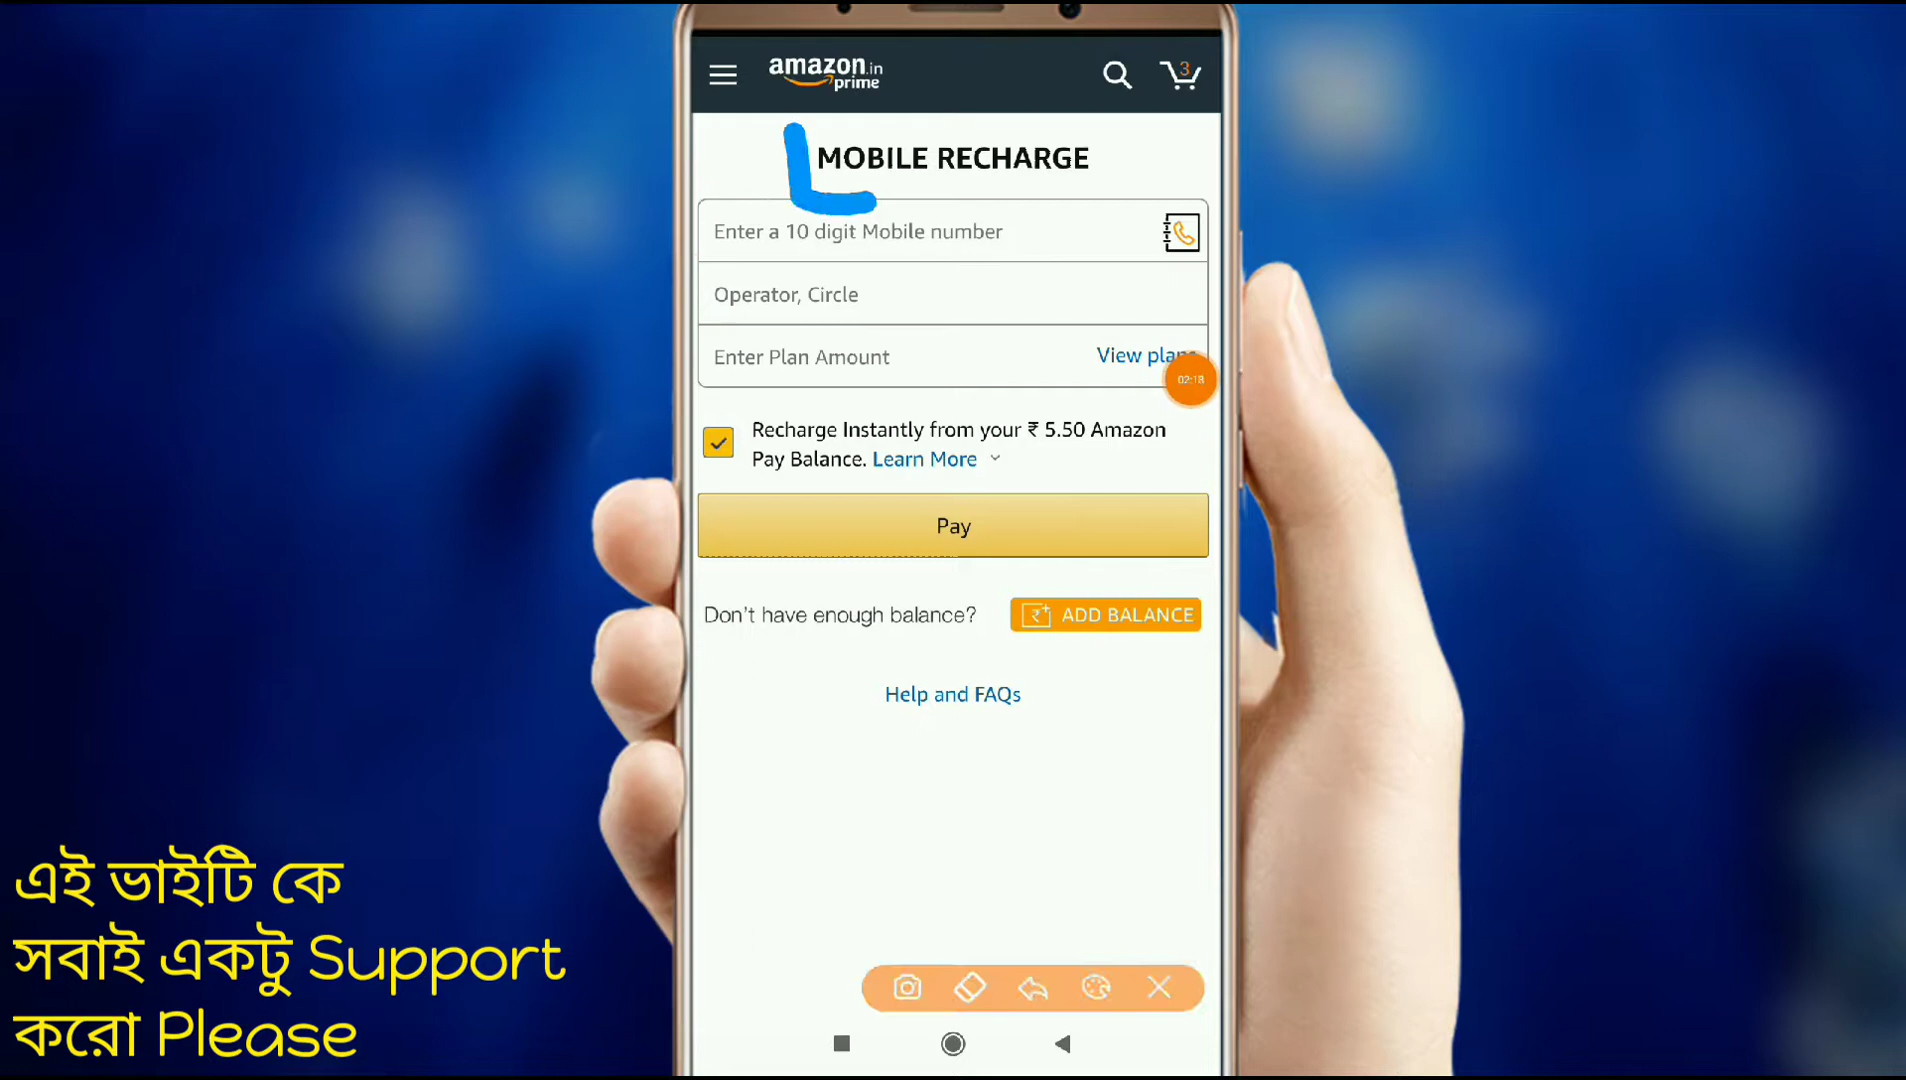 amazon.in
prime
3
MOBILE RECHARGE
Enter a 10 digit Mobile number
Operator, Circle
Enter Plan Amount
View plans
02:18
Recharge Instantly from your ₹ 5.50 Amazon
Pay Balance. Learn More
Pay
Don't have enough balance?
₹+ ADD BALANCE
Help and FAQs
এই ভাইটি কে
সবাই একটু Support
করো Please